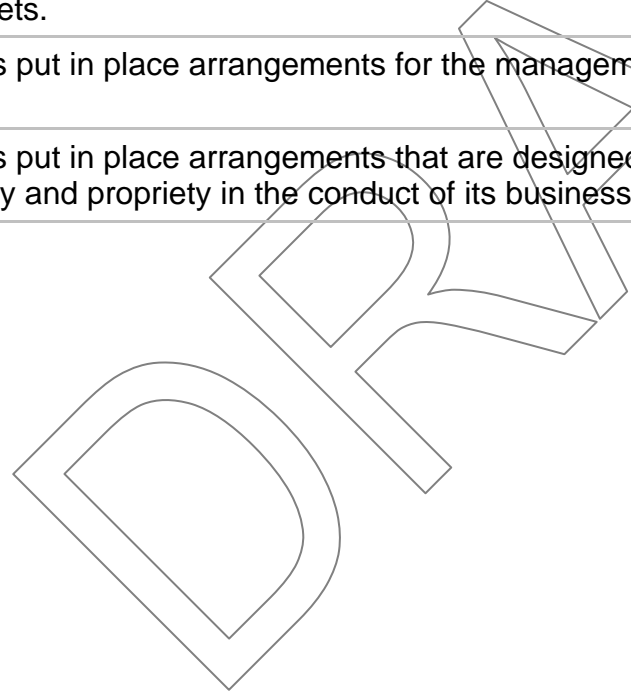 ets.
s put in place arrangements for the managem
s put in place arrangements that are designed
y and propriety in the conduct of its business
DRA